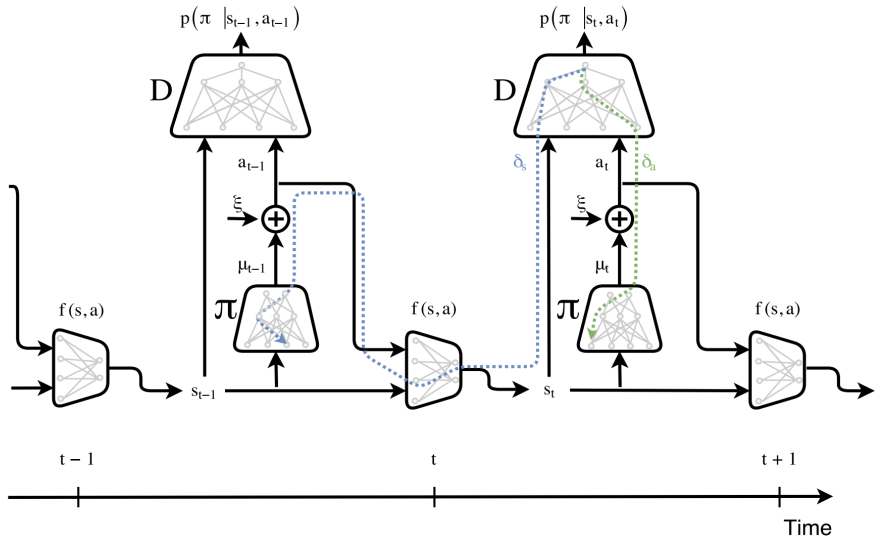 p(π |s_{t−1}, a_{t−1})
p(π |s_t, a_t)
D
D
a_{t−1}
δ_s
a_t
δ_a
ξ
ξ
μ_{t−1}
μ_t
f(s,a)
π
f(s,a)
π
f(s,a)
s_{t−1}
s_t
t − 1
t
t + 1
Time